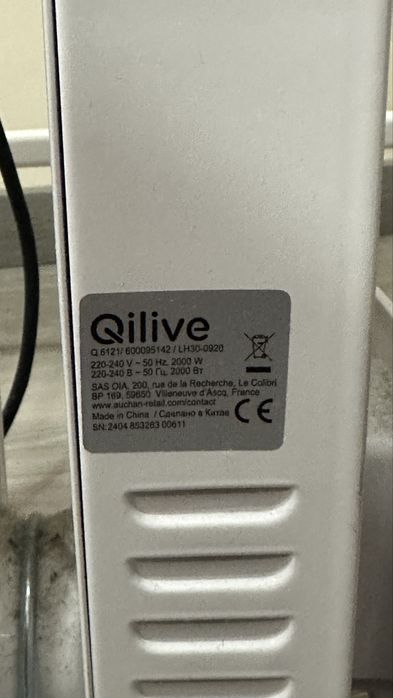 Qilive
Q.6121/ 600095142 / LH30-0920
220-240 V ~ 50 Hz, 2000 W
220-240 В ~ 50 Гц, 2000 Вт
SAS OIA, 200, rue de la Recherche, Le Colibri
BP 169, 59650 Villeneuve d'Ascq, France
www.auchan-retail.com/contact
Made in China / Сделано в Китае
SN: 2404 853263 00611
CE